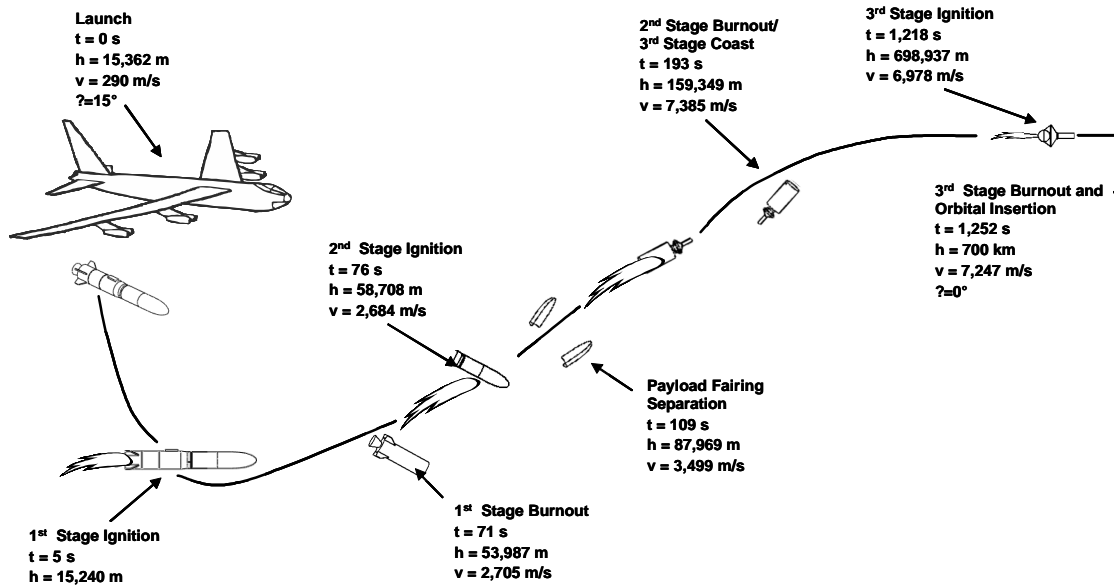 Launch
t = 0 s
h = 15,362 m
v = 290 m/s
?=15°
2nd Stage Burnout/
3rd Stage Coast
t = 193 s
h = 159,349 m
v = 7,385 m/s
3rd Stage Ignition
t = 1,218 s
h = 698,937 m
v = 6,978 m/s
3rd Stage Burnout and
Orbital Insertion
t = 1,252 s
h = 700 km
v = 7,247 m/s
?=0°
2nd Stage Ignition
t = 76 s
h = 58,708 m
v = 2,684 m/s
Payload Fairing
Separation
t = 109 s
h = 87,969 m
v = 3,499 m/s
1st Stage Burnout
t = 71 s
h = 53,987 m
v = 2,705 m/s
1st Stage Ignition
t = 5 s
h = 15,240 m